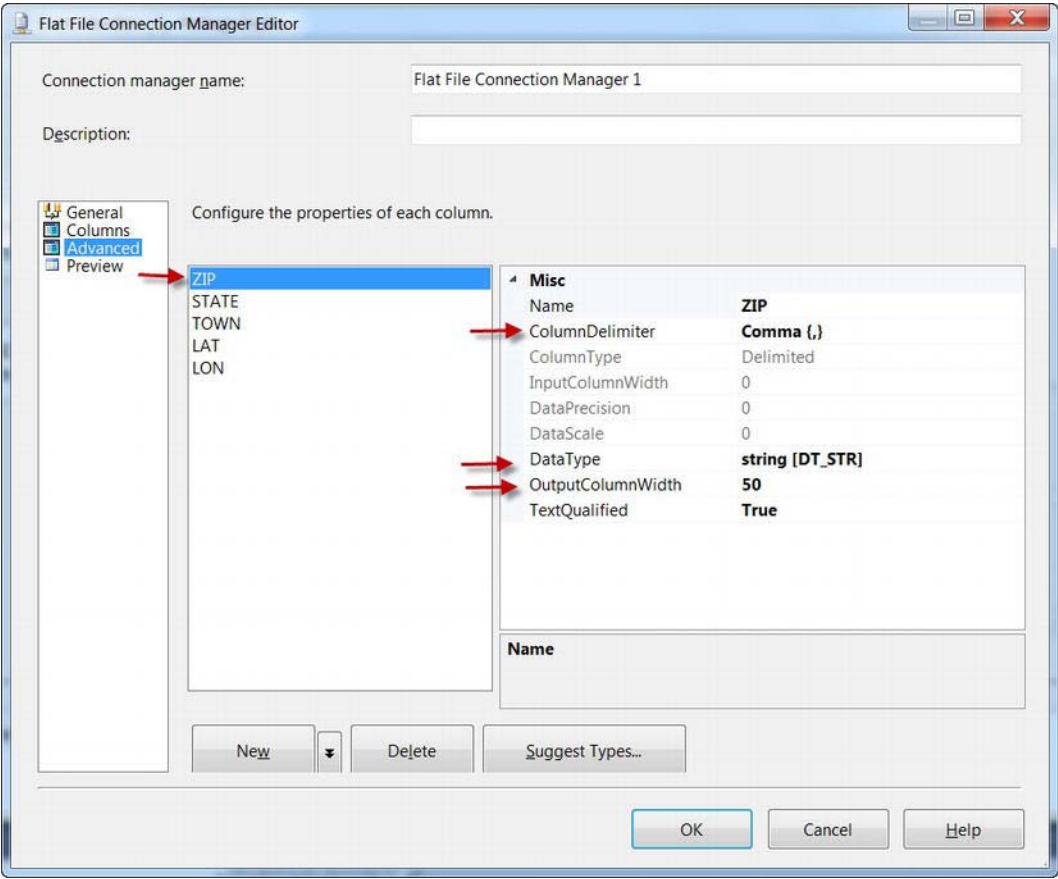 Flat File Connection Manager Editor
Connection manager name: Flat File Connection Manager 1
Description:
General
Columns
Advanced
Preview
Configure the properties of each column.
ZIP
STATE
TOWN
LAT
LON
Misc
Name ZIP
ColumnDelimiter Comma {,}
ColumnType Delimited
InputColumnWidth 0
DataPrecision 0
DataScale 0
DataType string [DT_STR]
OutputColumnWidth 50
TextQualified True
Name
New Delete Suggest Types...
OK Cancel Help